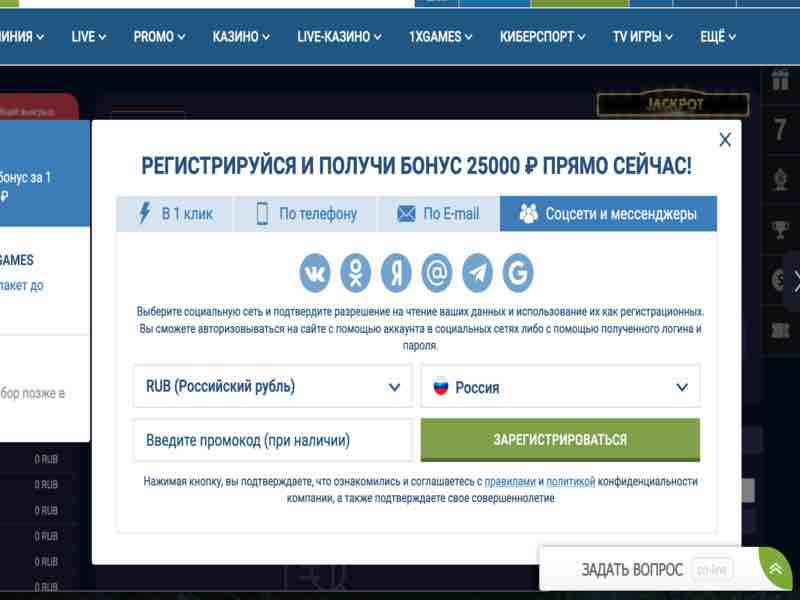 ЛИНИЯ
LIVE
PROMO
КАЗИНО
LIVE-КАЗИНО
1XGAMES
КИБЕРСПОРТ
TV ИГРЫ
ЕЩЁ
JACKPOT
7
бонус за 1
₽
GAMES
пакет до
бор позже в
0 RUB
0 RUB
0 RUB
0 RUB
0 RUB
0 RUB
X
РЕГИСТРИРУЙСЯ И ПОЛУЧИ БОНУС 25000 ₽ ПРЯМО СЕЙЧАС!
В 1 клик
По телефону
По E-mail
Соцсети и мессенджеры
Я @ G
Выберите социальную сеть и подтвердите разрешение на чтение ваших данных и использование их как регистрационных.
Вы сможете авторизовываться на сайте с помощью аккаунта в социальных сетях либо с помощью полученного логина и
пароля.
RUB (Российский рубль)
Россия
Введите промокод (при наличии)
ЗАРЕГИСТРИРОВАТЬСЯ
Нажимая кнопку, вы подтверждаете, что ознакомились и соглашаетесь с правилами и политикой конфиденциальности
компании, а также подтверждаете свое совершеннолетие
ЗАДАТЬ ВОПРОС on-line